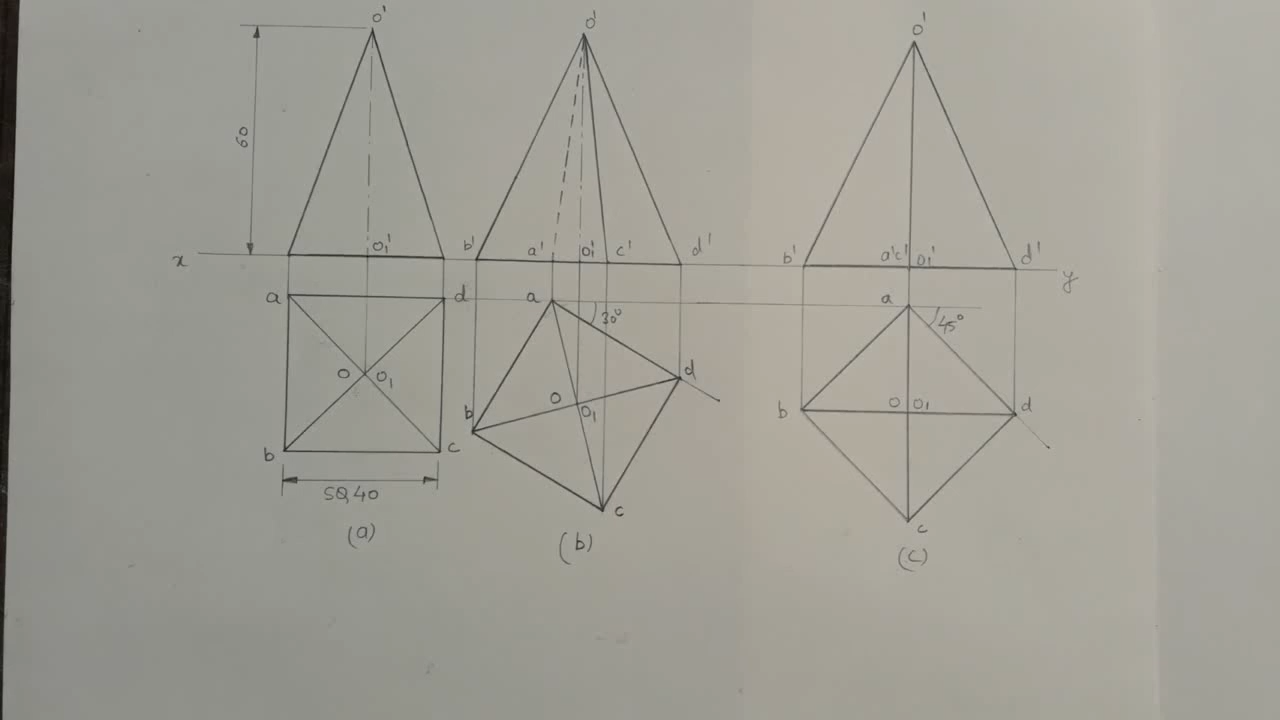 o' o' o'
60
x o₁' b' a' o₁' c' d' b' a'c' o₁' d' y
a d a 30° a 45°
o o₁ d
b c b o o₁ b o o₁ d
SQ 40
c c
(a) (b) (c)